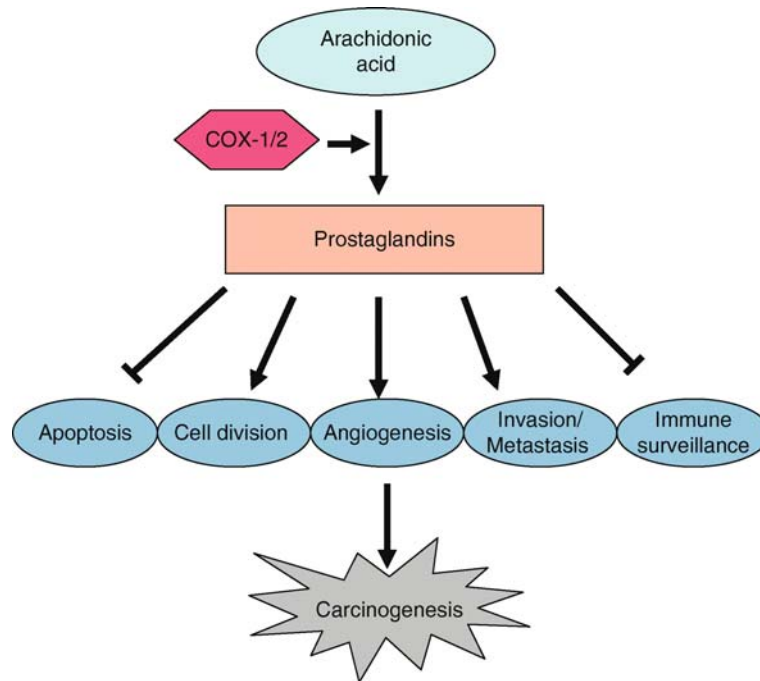 Arachidonic
acid
COX-1/2
Prostaglandins
Apoptosis
Cell division
Angiogenesis
Invasion/
Metastasis
Immune
surveillance
Carcinogenesis